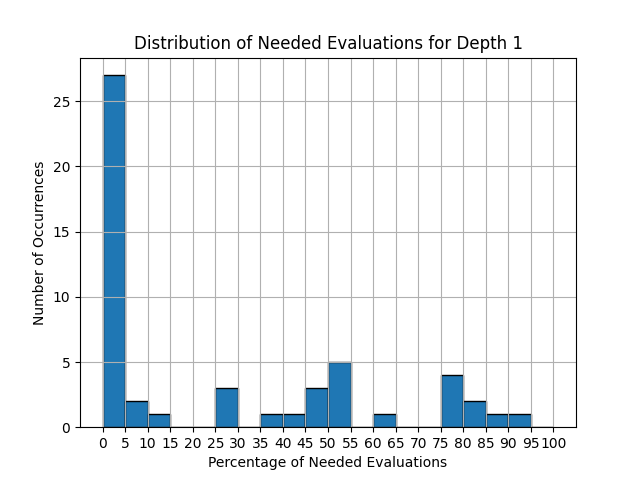 Distribution of Needed Evaluations for Depth 1
Number of Occurrences
25
20
15
10
5
0
0 5 10 15 20 25 30 35 40 45 50 55 60 65 70 75 80 85 90 95 100
Percentage of Needed Evaluations